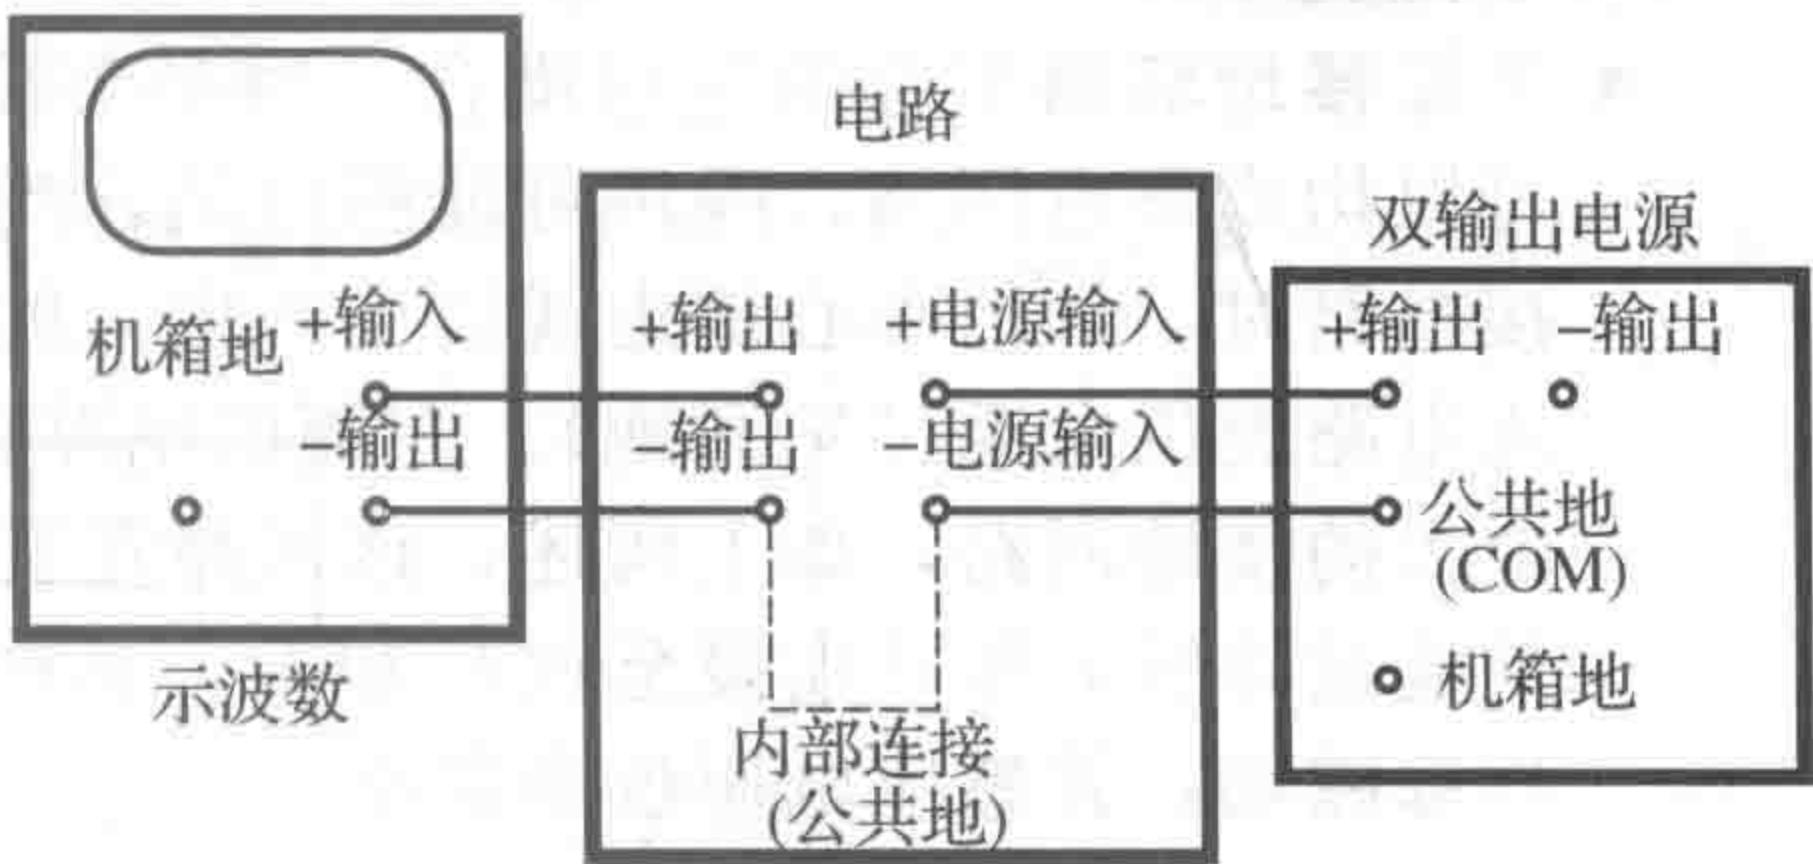 电路
双输出电源
机箱地
+输入
-输出
+输出
-输出
+电源输入
-电源输入
+输出
-输出
公共地
(COM)
机箱地
内部连接
(公共地)
示波数